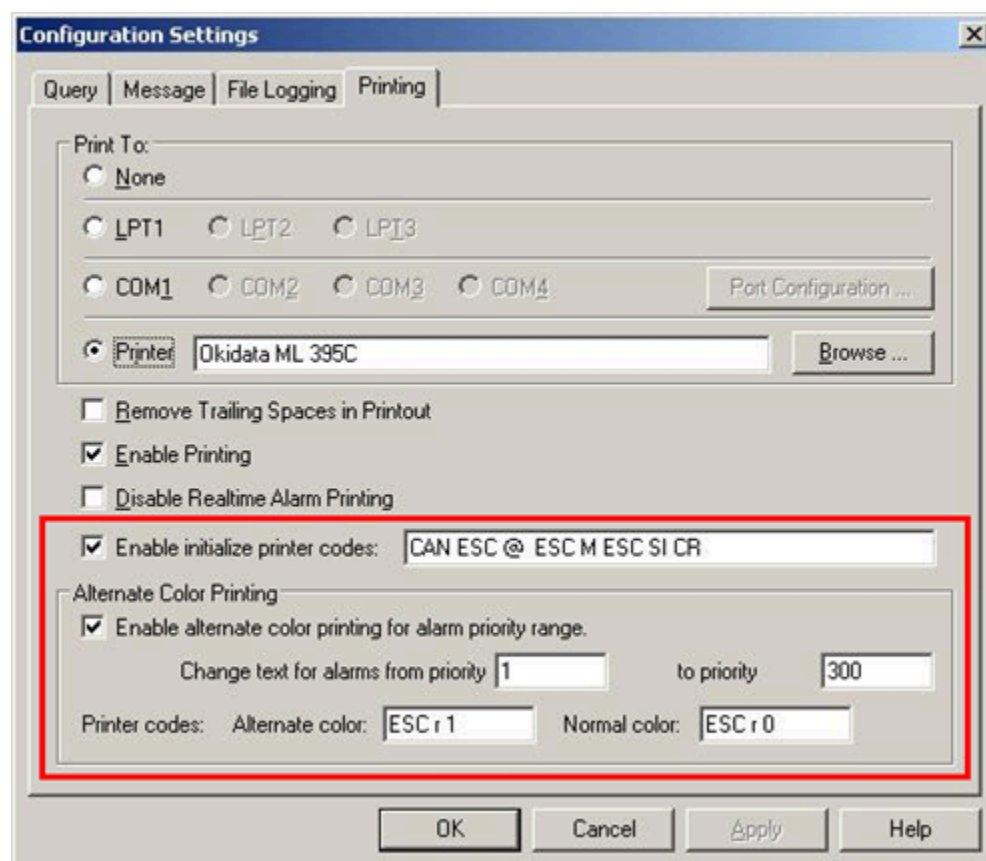 Configuration Settings
Query Message File Logging Printing
Print To:
None
LPT1 LPT2 LPT3
COM1 COM2 COM3 COM4 Port Configuration ...
Printer Okidata ML 395C Browse ...
Remove Trailing Spaces in Printout
Enable Printing
Disable Realtime Alarm Printing
Enable initialize printer codes: CAN ESC @ ESC M ESC SI CR
Alternate Color Printing
Enable alternate color printing for alarm priority range.
Change text for alarms from priority 1 to priority 300
Printer codes: Alternate color: ESC r 1 Normal color: ESC r 0
OK Cancel Apply Help